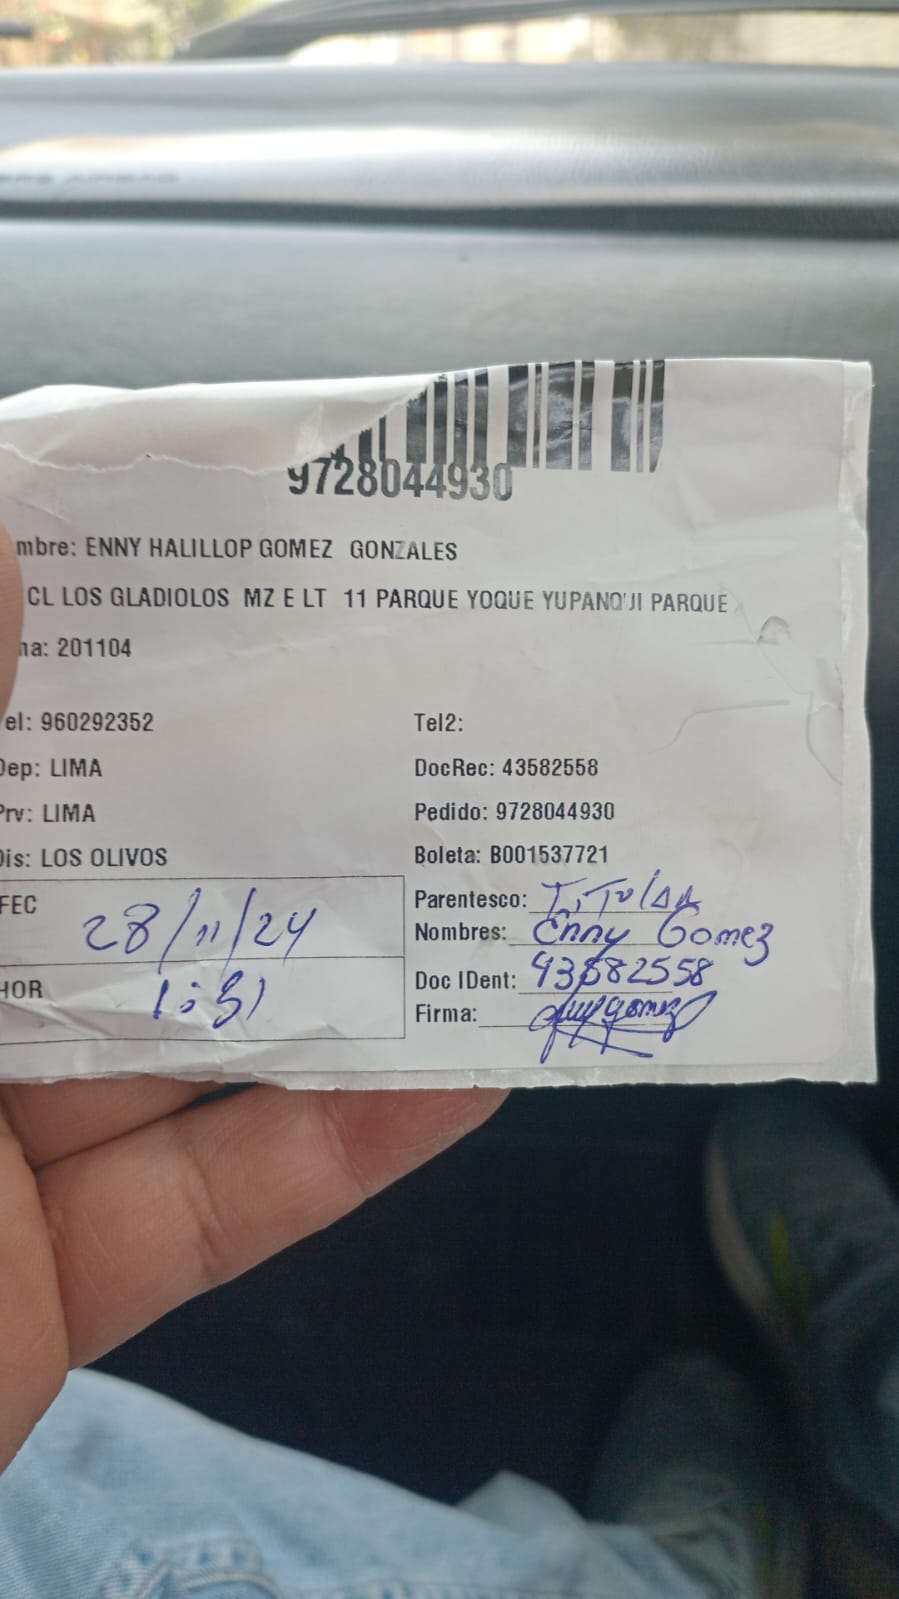 9728044930
mbre: ENNY HALILLOP GOMEZ GONZALES
CL LOS GLADIOLOS MZ E LT 11 PARQUE YOQUE YUPANQUI PARQUE
na: 201104
el: 960292352
Tel2:
Dep: LIMA
DocRec: 43582558
Prv: LIMA
Pedido: 9728044930
Dis: LOS OLIVOS
Boleta: B001537721
FEC 28/11/24
Parentesco: TiTulAR
Nombres: Enny Gomez
HOR 1:31
Doc IDent: 43582558
Firma: